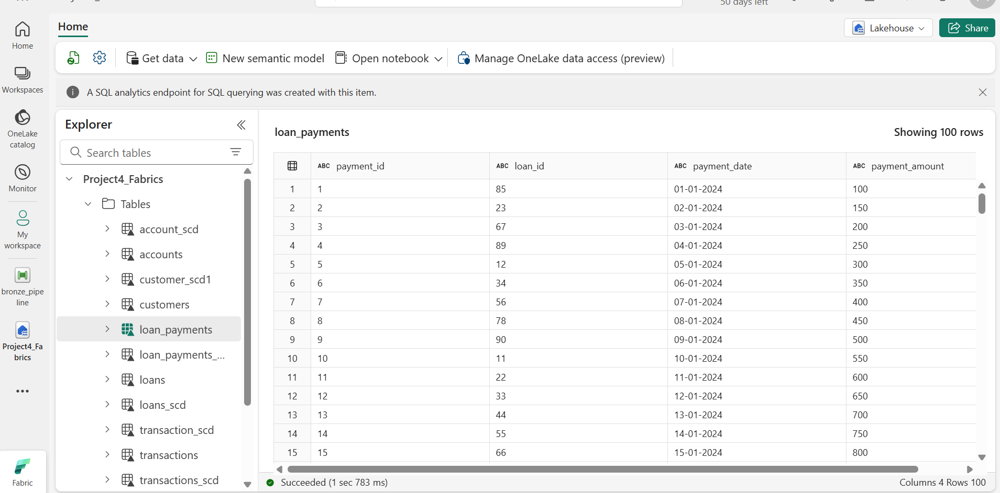 50 days left
Home
Lakehouse
Share
Get data
New semantic model
Open notebook
Manage OneLake data access (preview)
A SQL analytics endpoint for SQL querying was created with this item.
Home
Workspaces
OneLake
catalog
Monitor
My
workspace
bronze_pipe
line
Project4_Fa
brics
Fabric
Explorer
Search tables
Project4_Fabrics
Tables
account_scd
accounts
customer_scd1
customers
loan_payments
loan_payments_...
loans
loans_scd
transaction_scd
transactions
transactions_scd
loan_payments
Showing 100 rows
ABC payment_id ABC loan_id ABC payment_date ABC payment_amount
1 1 85 01-01-2024 100
2 2 23 02-01-2024 150
3 3 67 03-01-2024 200
4 4 89 04-01-2024 250
5 5 12 05-01-2024 300
6 6 34 06-01-2024 350
7 7 56 07-01-2024 400
8 8 78 08-01-2024 450
9 9 90 09-01-2024 500
10 10 11 10-01-2024 550
11 11 22 11-01-2024 600
12 12 33 12-01-2024 650
13 13 44 13-01-2024 700
14 14 55 14-01-2024 750
15 15 66 15-01-2024 800
Succeeded (1 sec 783 ms)
Columns 4 Rows 100